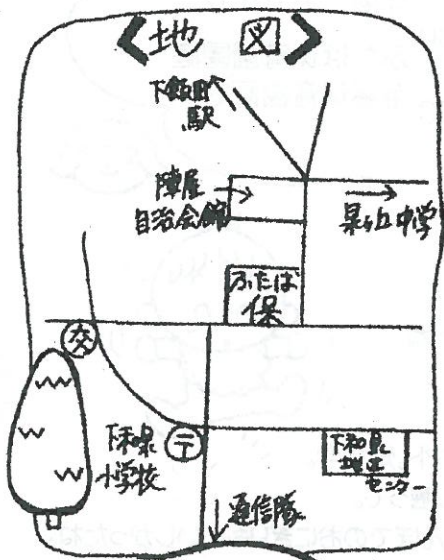 <地図>
下飯田
駅
陣屋
自治会館
泉が丘中学
ふたば
保
交
〒
下和泉
小学校
下和泉
地区
センター
通信隊